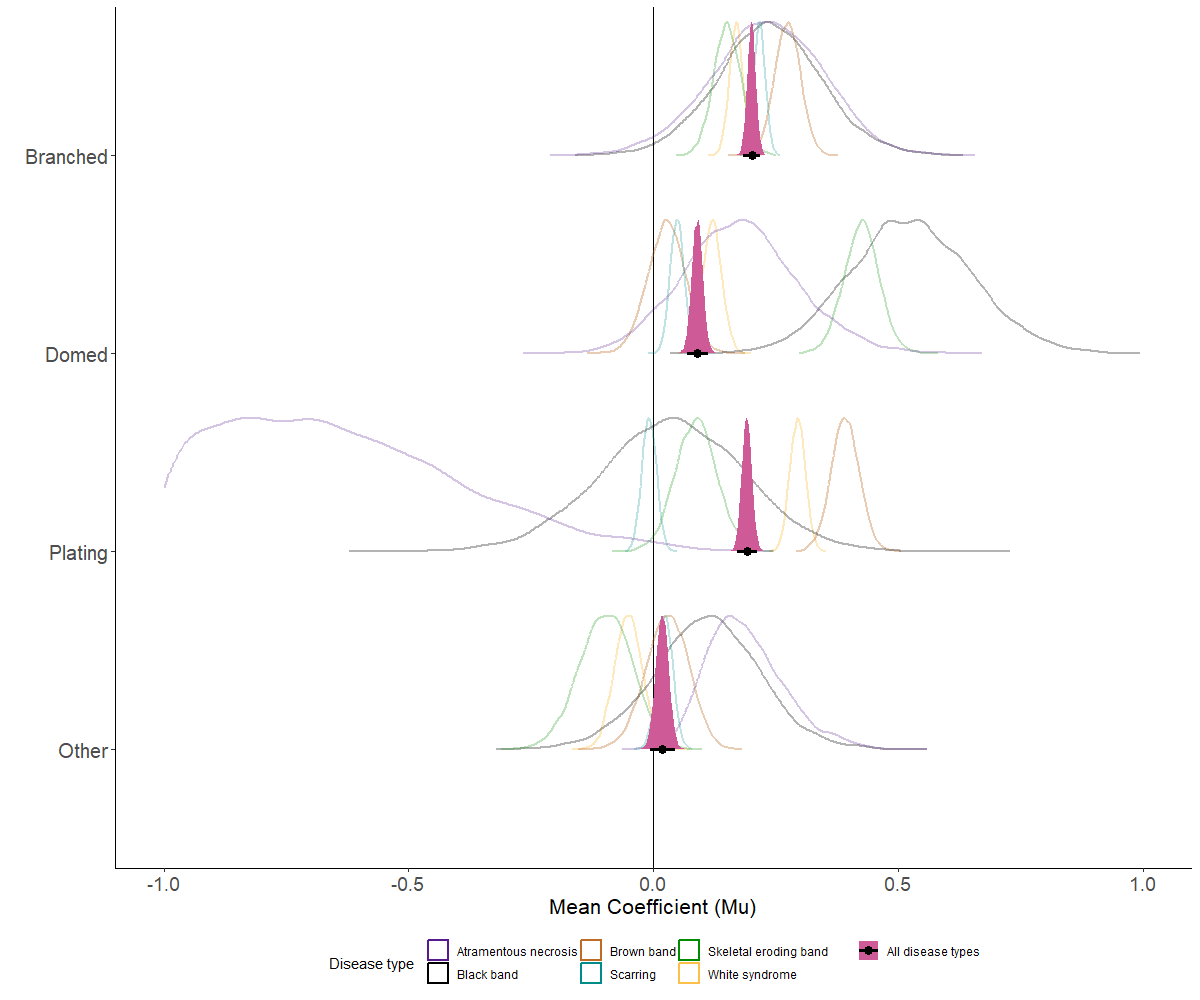 Branched
Domed
Plating
Other
-1.0 -0.5 0.0 0.5 1.0
Mean Coefficient (Mu)
Disease type
Atramentous necrosis Brown band Skeletal eroding band All disease types
Black band Scarring White syndrome